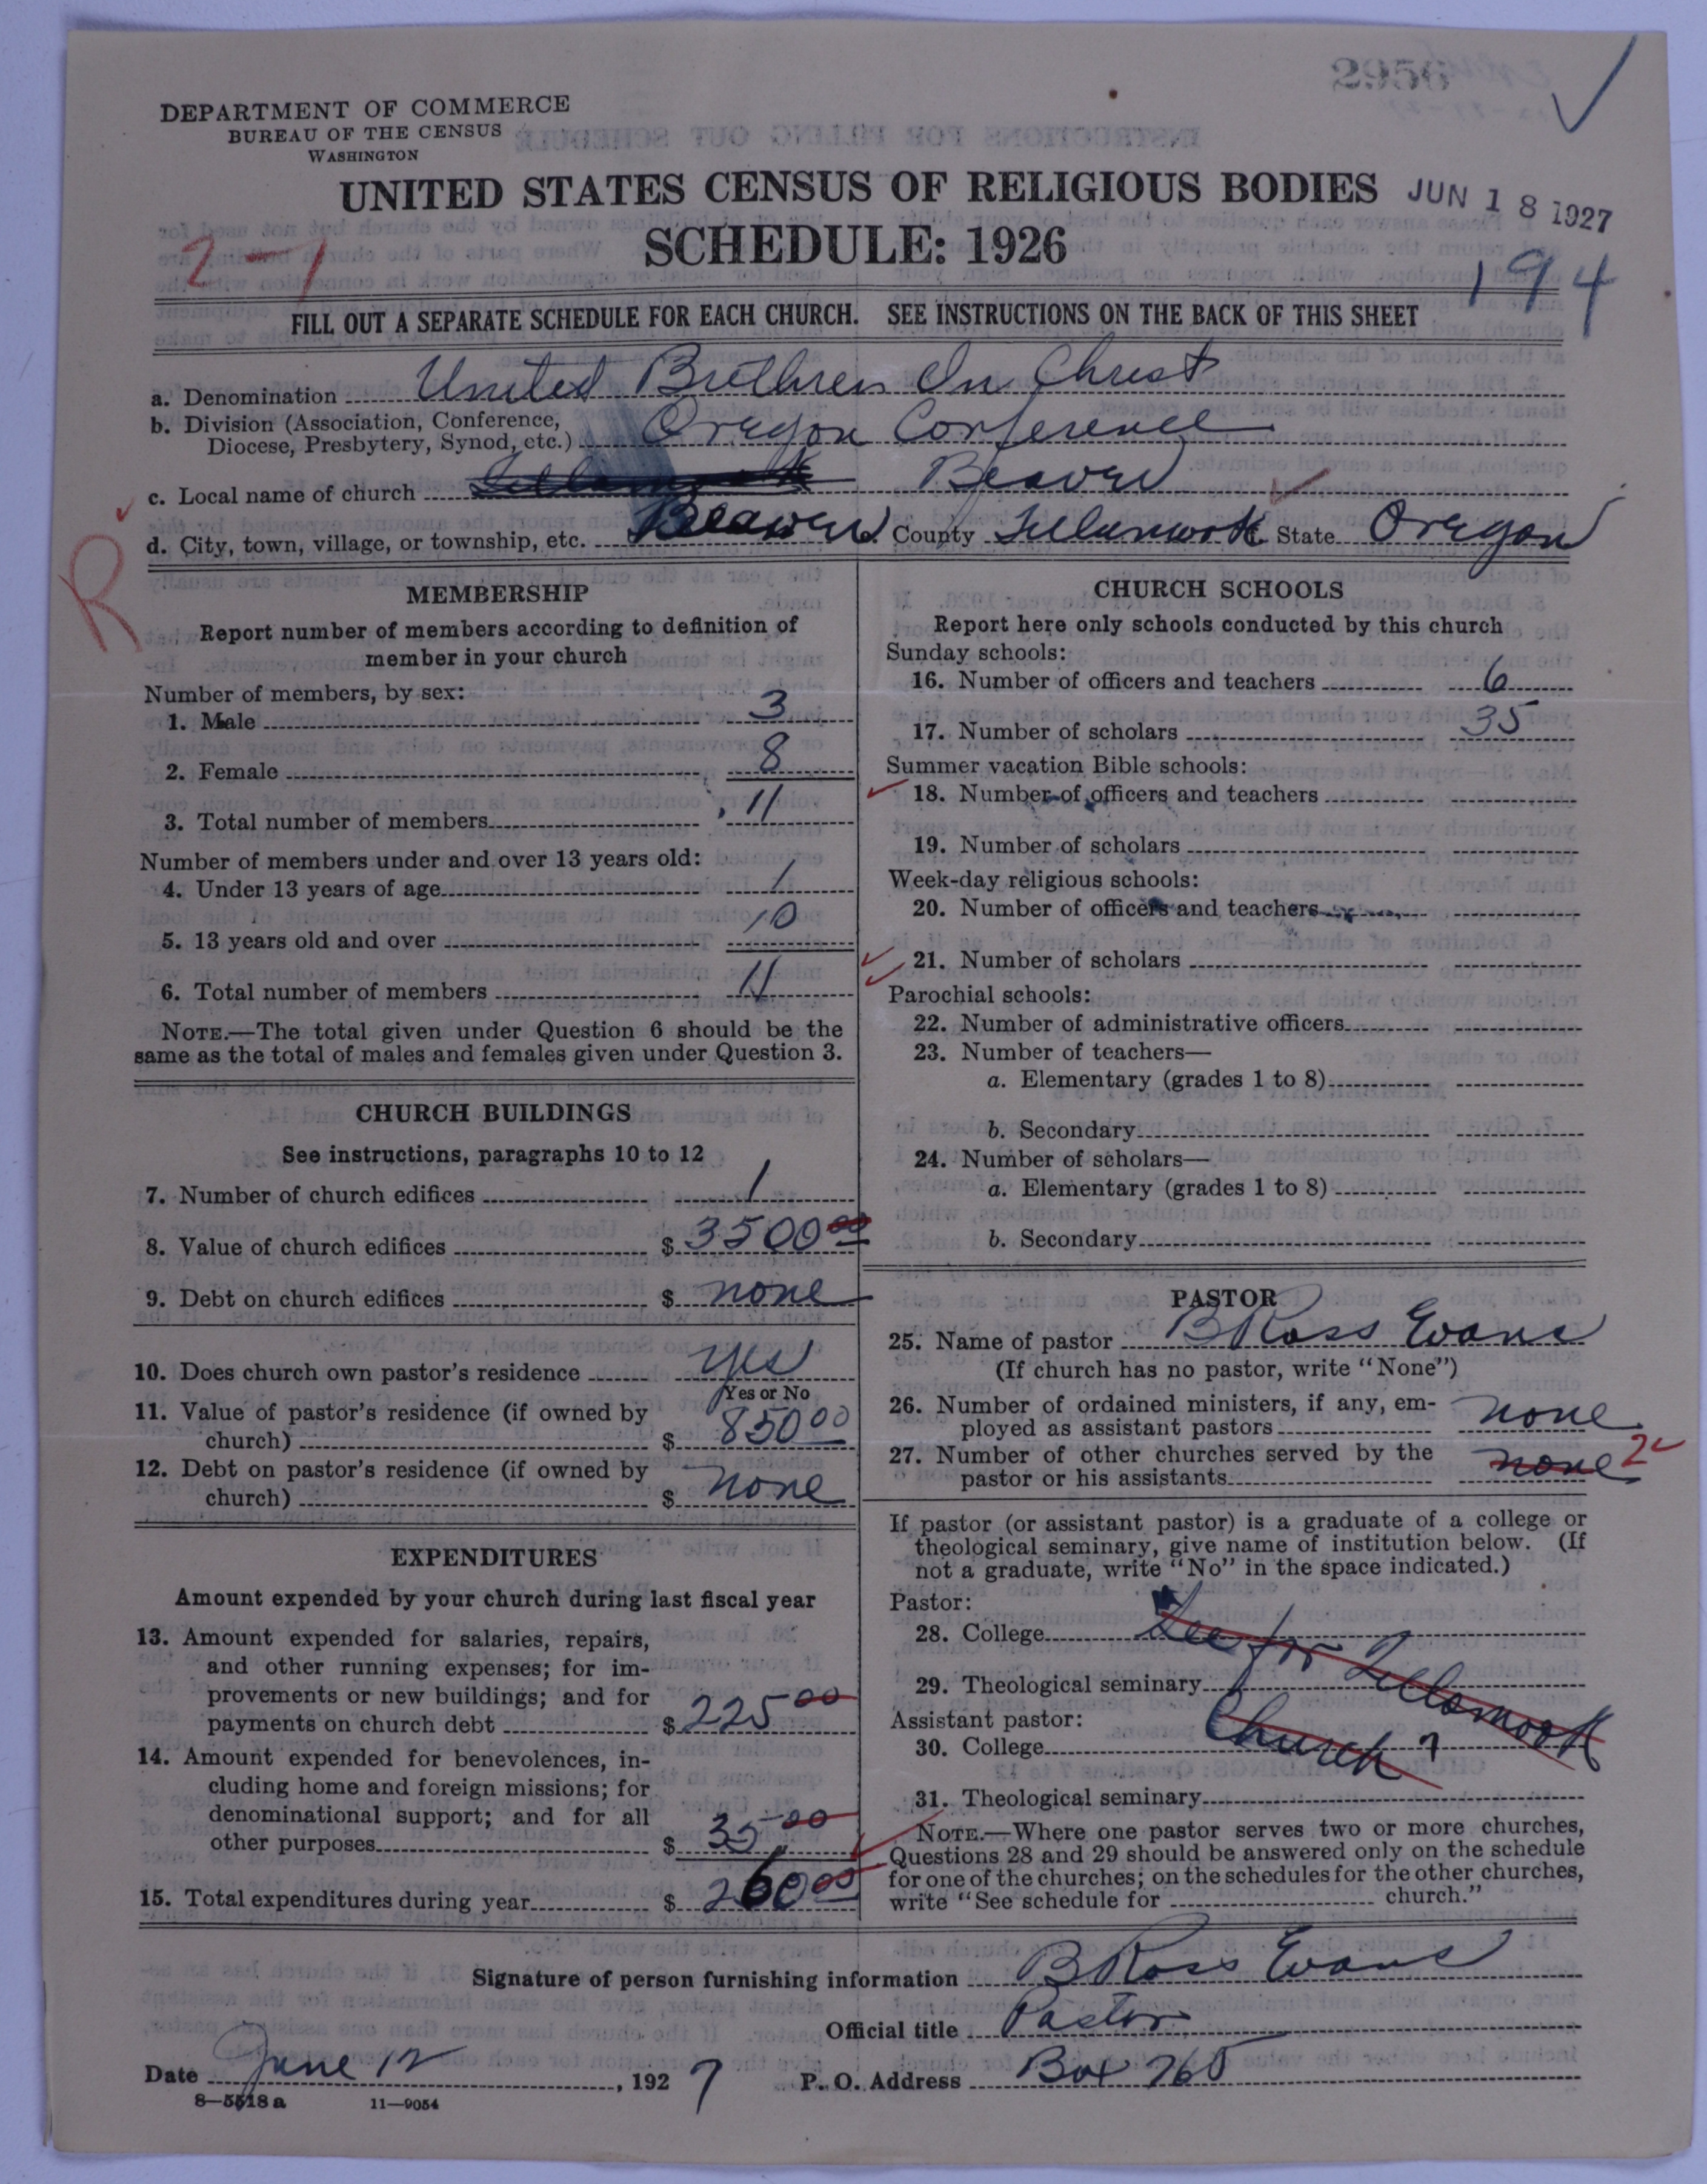 2956
DEPARTMENT OF COMMERCE
BUREAU OF THE CENSUS
WASHINGTON
UNITED STATES CENSUS OF RELIGIOUS BODIES
JUN 18 1927
SCHEDULE: 1926
2-1
194
FILL OUT A SEPARATE SCHEDULE FOR EACH CHURCH. SEE INSTRUCTIONS ON THE BACK OF THIS SHEET
a. Denomination United Brethren In Christ
b. Division (Association, Conference,
Diocese, Presbytery, Synod, etc.) Oregon Conference
c. Local name of church Beaver
d. City, town, village, or township, etc. Beaver e. County Tillamook f. State Oregon
R
MEMBERSHIP
Report number of members according to definition of
member in your church
Number of members, by sex:
1. Male 3
2. Female 8
3. Total number of members 11
Number of members under and over 13 years old:
4. Under 13 years of age 1
5. 13 years old and over 10
6. Total number of members 11
NOTE.—The total given under Question 6 should be the
same as the total of males and females given under Question 3.
CHURCH BUILDINGS
See instructions, paragraphs 10 to 12
7. Number of church edifices 1
8. Value of church edifices $ 3500 00
9. Debt on church edifices $ none
10. Does church own pastor's residence yes
Yes or No
11. Value of pastor's residence (if owned by
church) $ 850 00
12. Debt on pastor's residence (if owned by
church) $ none
EXPENDITURES
Amount expended by your church during last fiscal year
13. Amount expended for salaries, repairs,
and other running expenses; for im-
provements or new buildings; and for
payments on church debt $ 225 00
14. Amount expended for benevolences, in-
cluding home and foreign missions; for
denominational support; and for all
other purposes $ 35 00
15. Total expenditures during year $ 260 00
CHURCH SCHOOLS
Report here only schools conducted by this church
Sunday schools:
16. Number of officers and teachers 6
17. Number of scholars 35
Summer vacation Bible schools:
18. Number of officers and teachers
19. Number of scholars
Week-day religious schools:
20. Number of officers and teachers
21. Number of scholars
Parochial schools:
22. Number of administrative officers
23. Number of teachers—
a. Elementary (grades 1 to 8)
b. Secondary
24. Number of scholars—
a. Elementary (grades 1 to 8)
b. Secondary
PASTOR
25. Name of pastor B Ross Evans
(If church has no pastor, write "None")
26. Number of ordained ministers, if any, em-
ployed as assistant pastors none
27. Number of other churches served by the
pastor or his assistants none 2
If pastor (or assistant pastor) is a graduate of a college or
theological seminary, give name of institution below. (If
not a graduate, write "No" in the space indicated.)
Pastor:
28. College See for Tillamook
29. Theological seminary Church
Assistant pastor:
30. College
31. Theological seminary
NOTE.—Where one pastor serves two or more churches,
Questions 28 and 29 should be answered only on the schedule
for one of the churches; on the schedules for the other churches,
write "See schedule for church."
Signature of person furnishing information B Ross Evans
Official title Pastor
Date June 12, 1927 P. O. Address Box 265
8—5518 a 11—9054